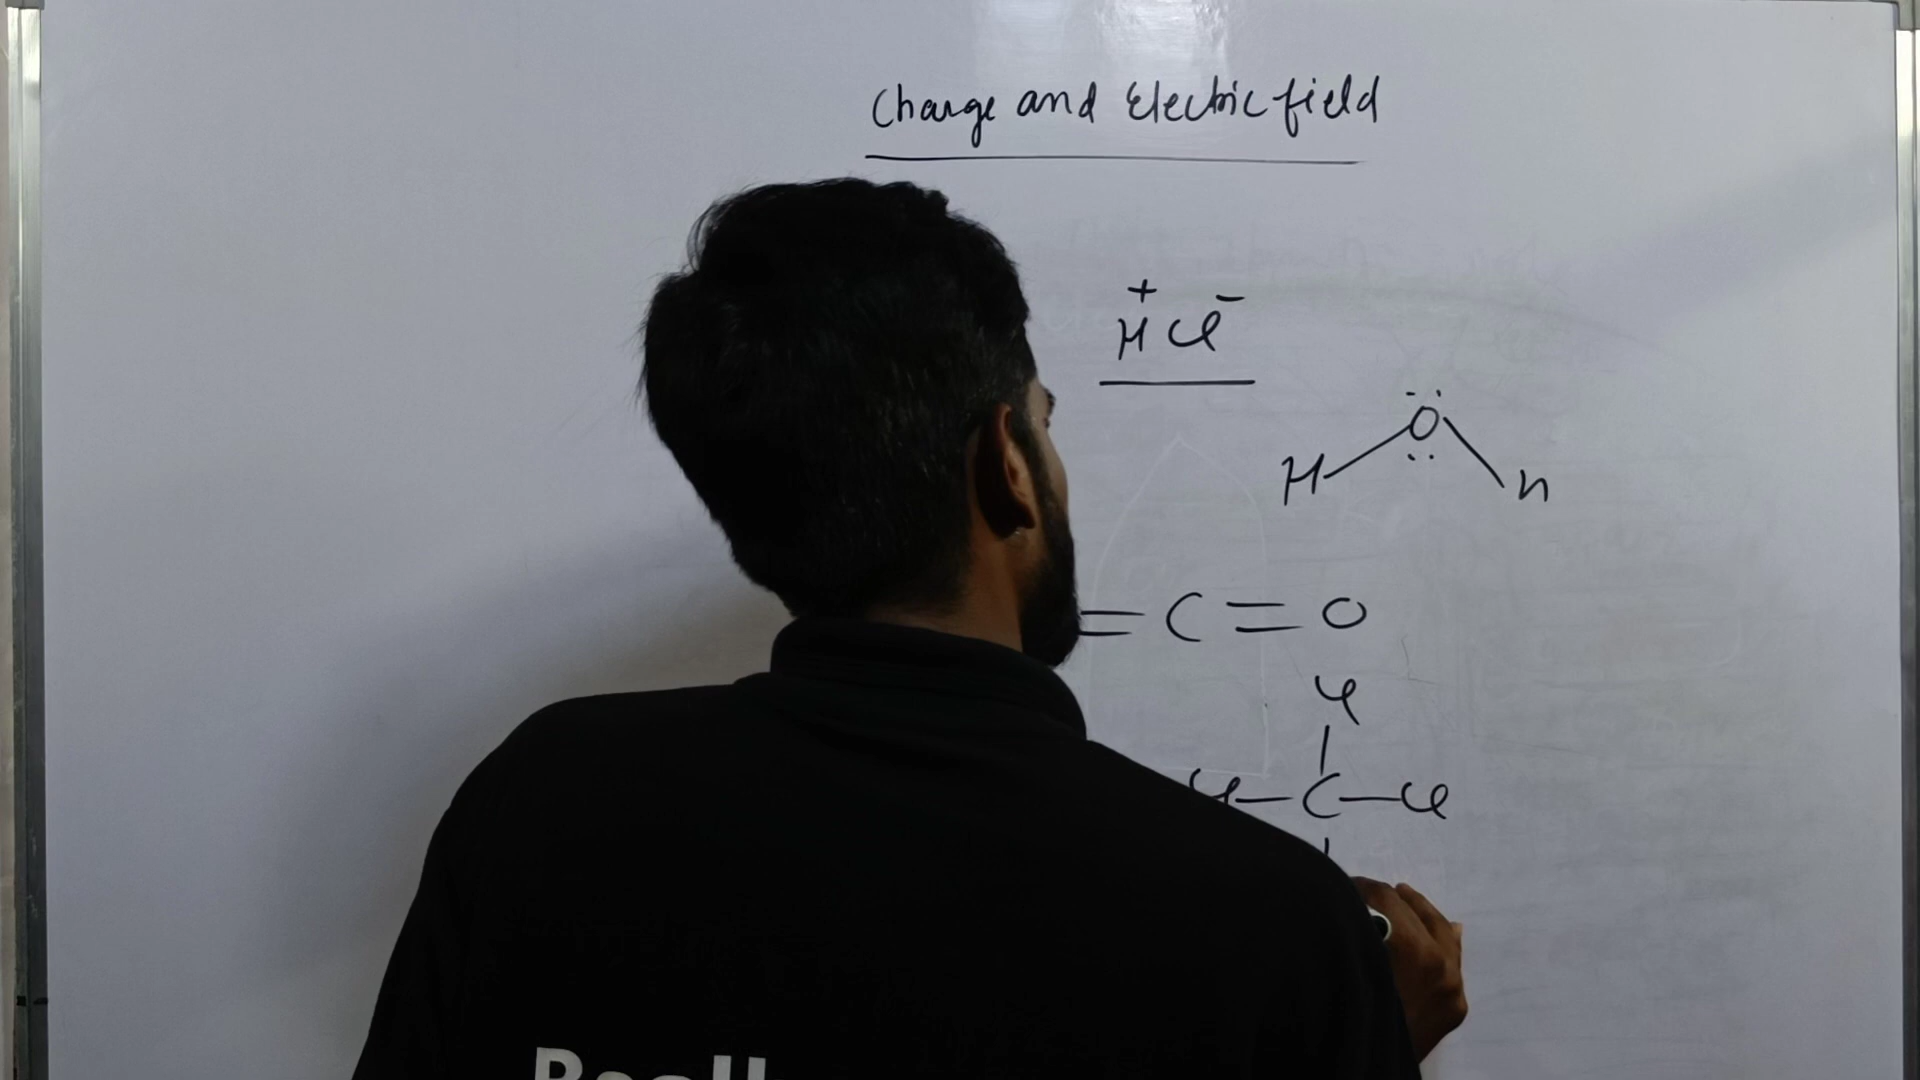 Charge and Electric field
+ -
H Cl
O
H H
= C = O
Cl
Cl - C - Cl